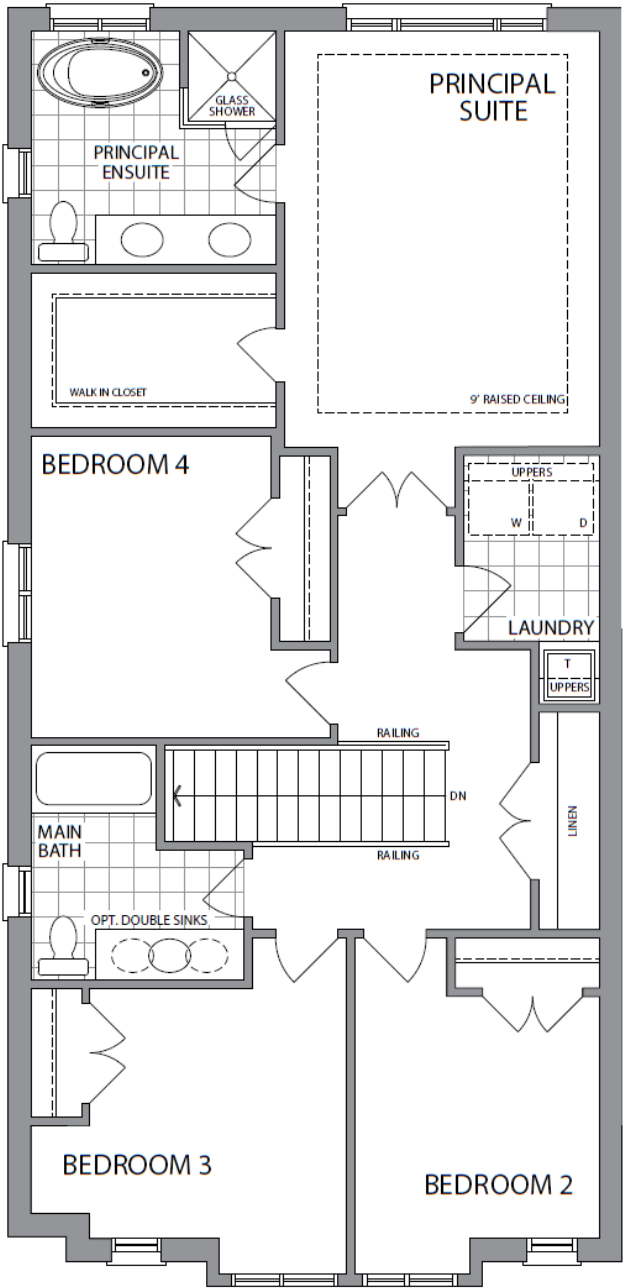 PRINCIPAL
SUITE
GLASS
SHOWER
PRINCIPAL
ENSUITE
WALK IN CLOSET
9' RAISED CEILING
BEDROOM 4
UPPERS
W
D
LAUNDRY
T
UPPERS
RAILING
DN
LINEN
RAILING
MAIN
BATH
OPT. DOUBLE SINKS
BEDROOM 3
BEDROOM 2